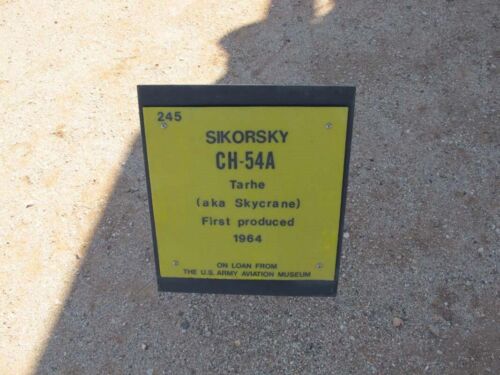 245
SIKORSKY
CH-54A
Tarhe
(aka Skycrane)
First produced
1964
ON LOAN FROM
THE U.S. ARMY AVIATION MUSEUM